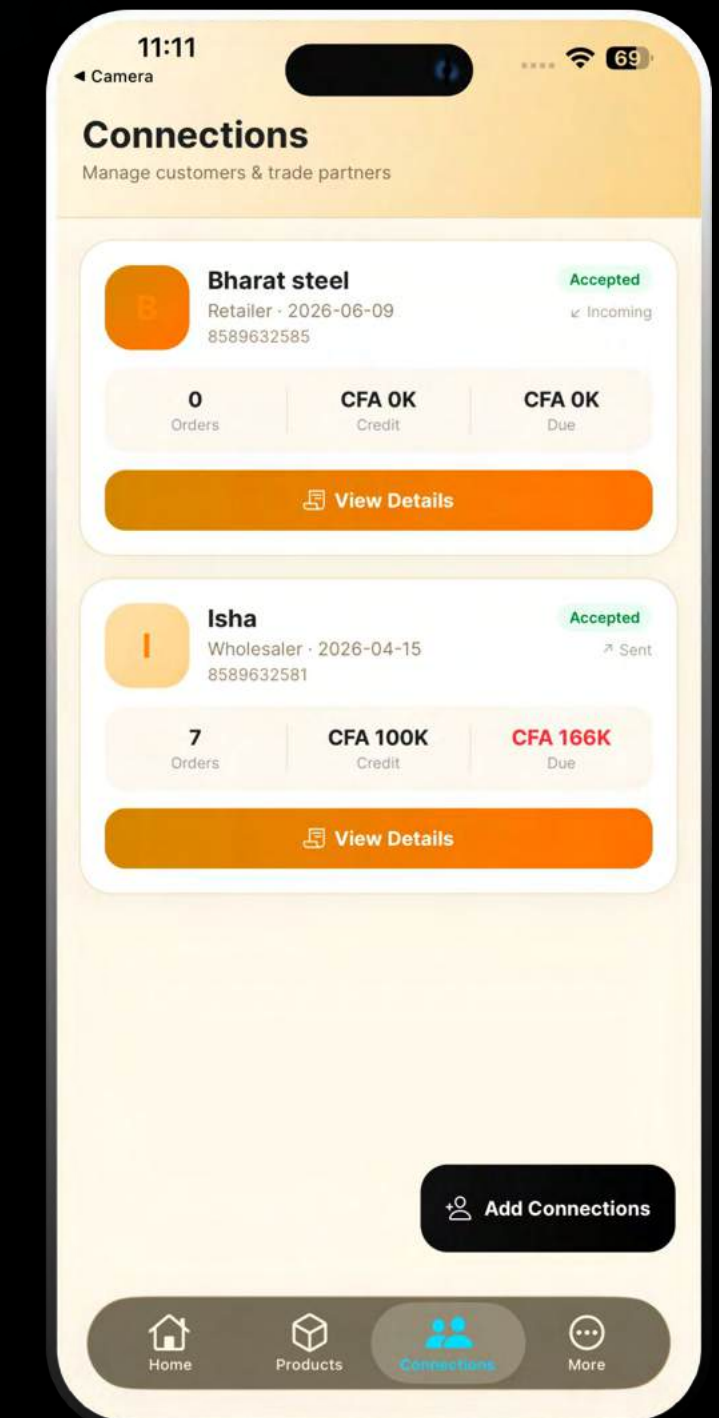 11:11
◀ Camera
69
Connections
Manage customers & trade partners
B
Bharat steel
Accepted
Retailer · 2026-06-09
↙ Incoming
8589632585
0
CFA 0K
CFA 0K
Orders
Credit
Due
View Details
I
Isha
Accepted
Wholesaler · 2026-04-15
↗ Sent
8589632581
7
CFA 100K
CFA 166K
Orders
Credit
Due
View Details
Add Connections
Home
Products
Connections
More